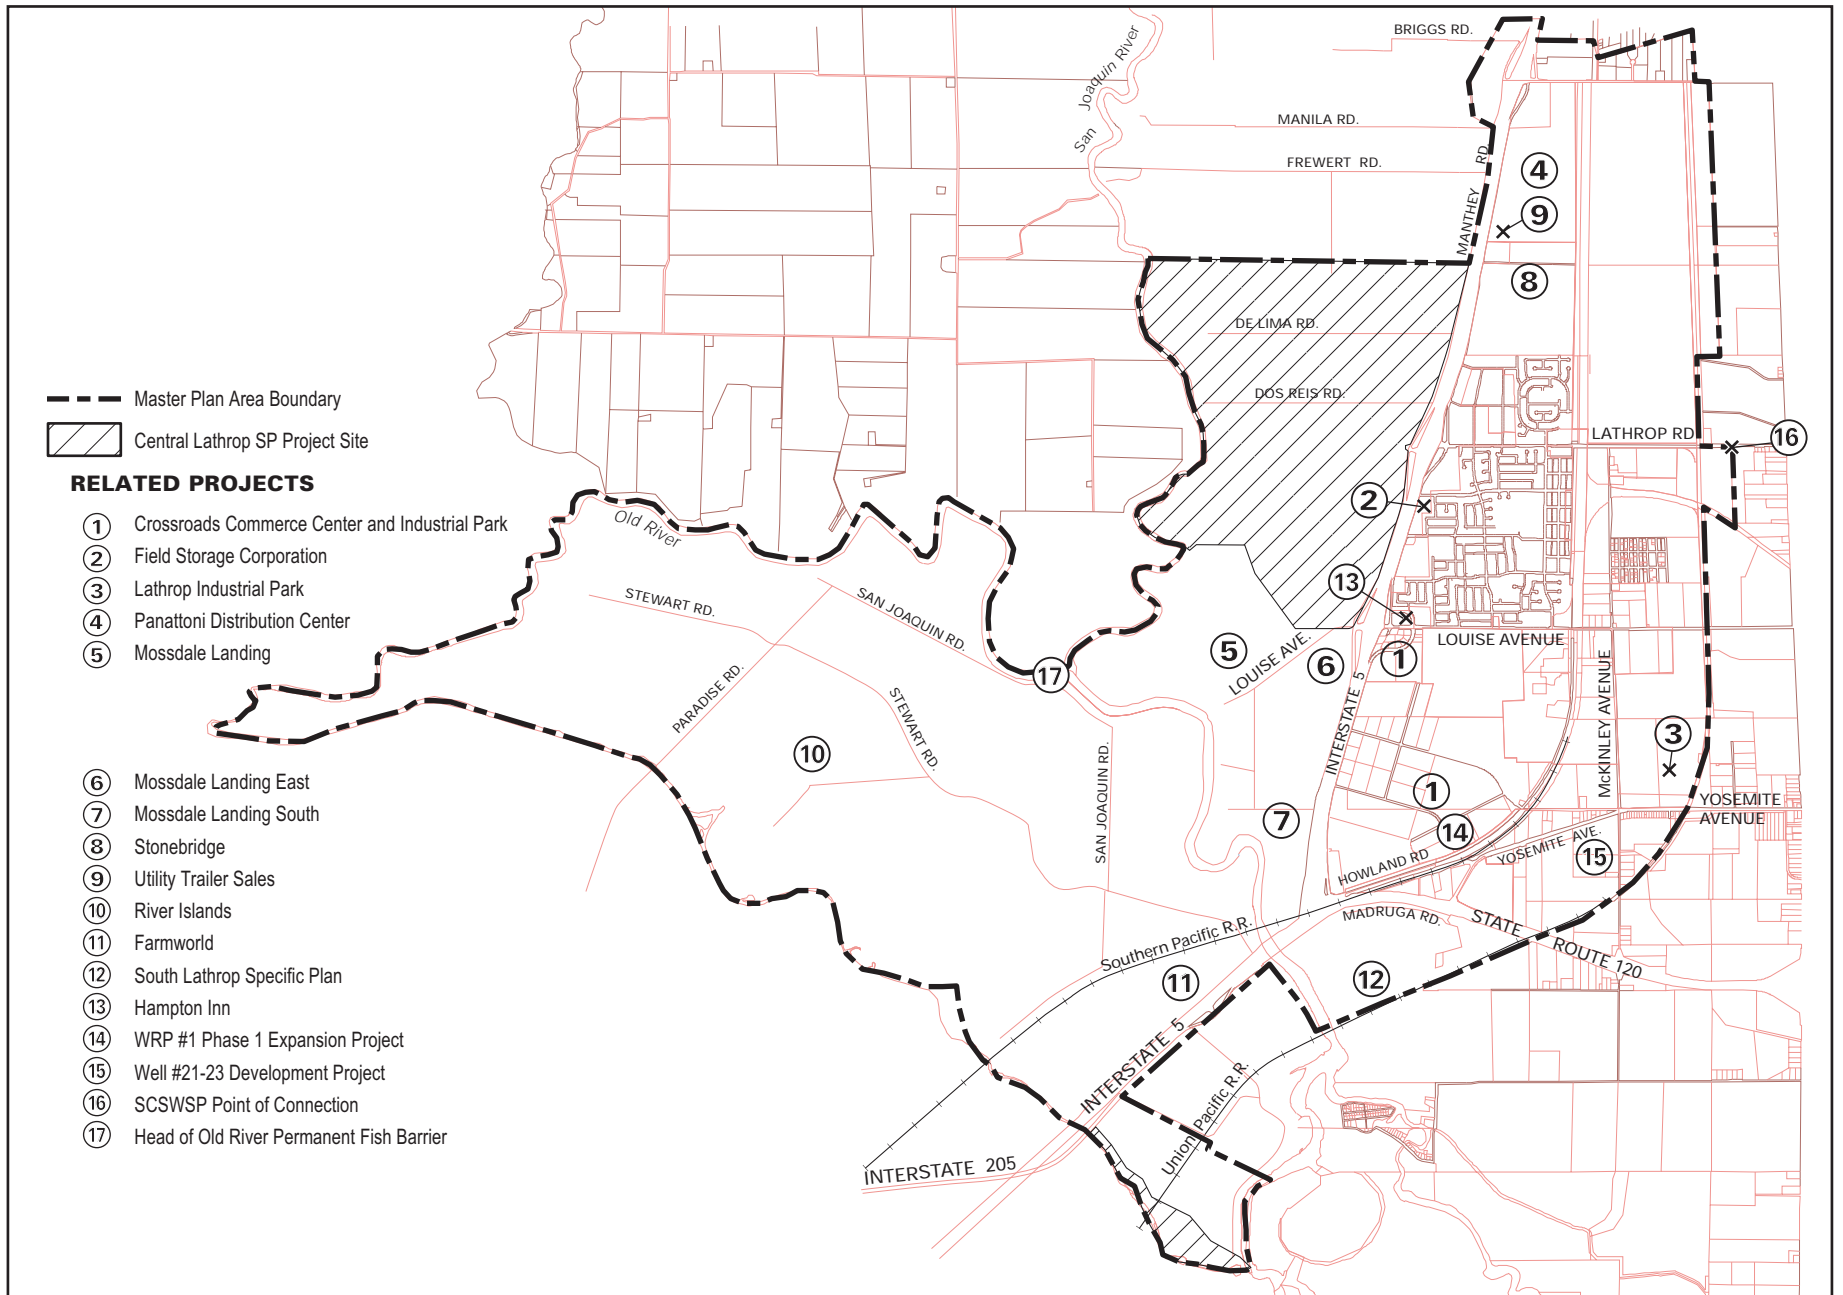 Master Plan Area Boundary
Central Lathrop SP Project Site
RELATED PROJECTS
1 Crossroads Commerce Center and Industrial Park
2 Field Storage Corporation
3 Lathrop Industrial Park
4 Panattoni Distribution Center
5 Mossdale Landing
6 Mossdale Landing East
7 Mossdale Landing South
8 Stonebridge
9 Utility Trailer Sales
10 River Islands
11 Farmworld
12 South Lathrop Specific Plan
13 Hampton Inn
14 WRP #1 Phase 1 Expansion Project
15 Well #21-23 Development Project
16 SCSWSP Point of Connection
17 Head of Old River Permanent Fish Barrier
San Joaquin River
BRIGGS RD.
MANILA RD.
FREWERT RD.
MANTHEY RD.
4
9
8
DE LIMA RD.
DOS REIS RD.
LATHROP RD
16
2
13
Old River
STEWART RD.
SAN JOAQUIN RD.
PARADISE RD.
STEWART RD.
17
5
LOUISE AVE.
6
1
LOUISE AVENUE
INTERSTATE 5
McKINLEY AVENUE
3
10
SAN JOAQUIN RD.
7
1
14
YOSEMITE
AVENUE
HOWLAND RD
YOSEMITE AVE.
15
MADRUGA RD.
STATE ROUTE 120
Southern Pacific R.R.
11
12
INTERSTATE 5
Union Pacific R.R.
INTERSTATE 205